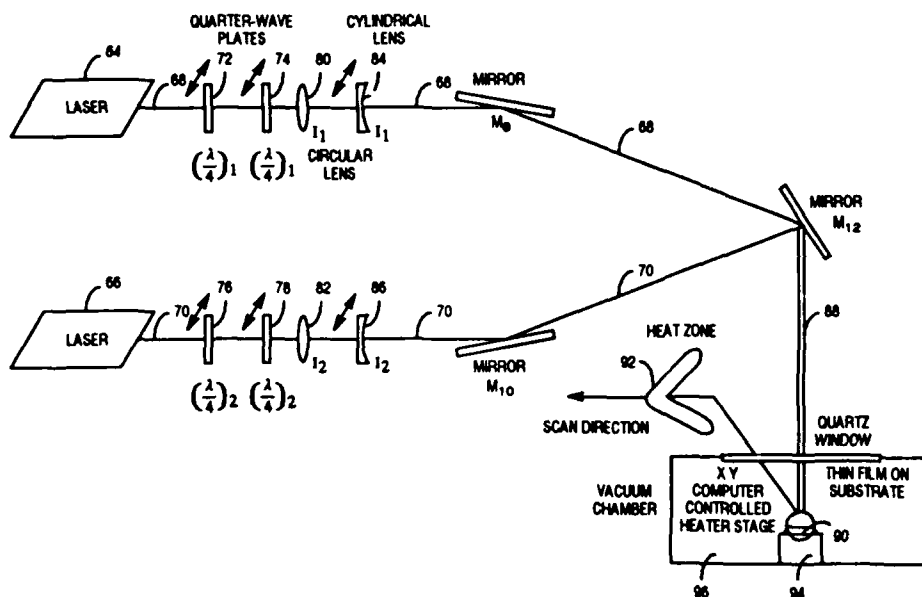 QUARTER-WAVE
PLATES
CYLINDRICAL
LENS
64
72
74
80
84
LASER
68
68
MIRROR
M9
I1
I1
(λ/4)1
(λ/4)1
CIRCULAR
LENS
68
MIRROR
M12
66
76
78
82
86
70
LASER
70
70
MIRROR
M10
I2
I2
(λ/4)2
(λ/4)2
88
HEAT ZONE
92
SCAN DIRECTION
QUARTZ
WINDOW
VACUUM
CHAMBER
X Y
COMPUTER
CONTROLLED
HEATER STAGE
THIN FILM ON
SUBSTRATE
90
96
94